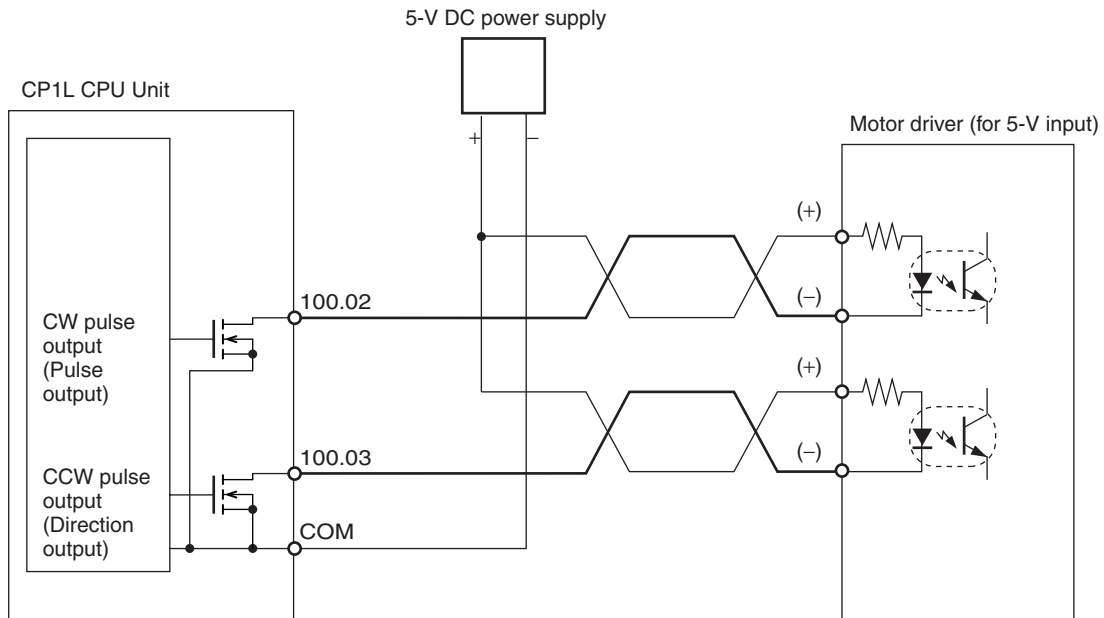 5-V DC power supply
CP1L CPU Unit
+
−
Motor driver (for 5-V input)
(+)
(−)
100.02
CW pulse
output
(Pulse
output)
(+)
(−)
100.03
CCW pulse
output
(Direction
output)
COM